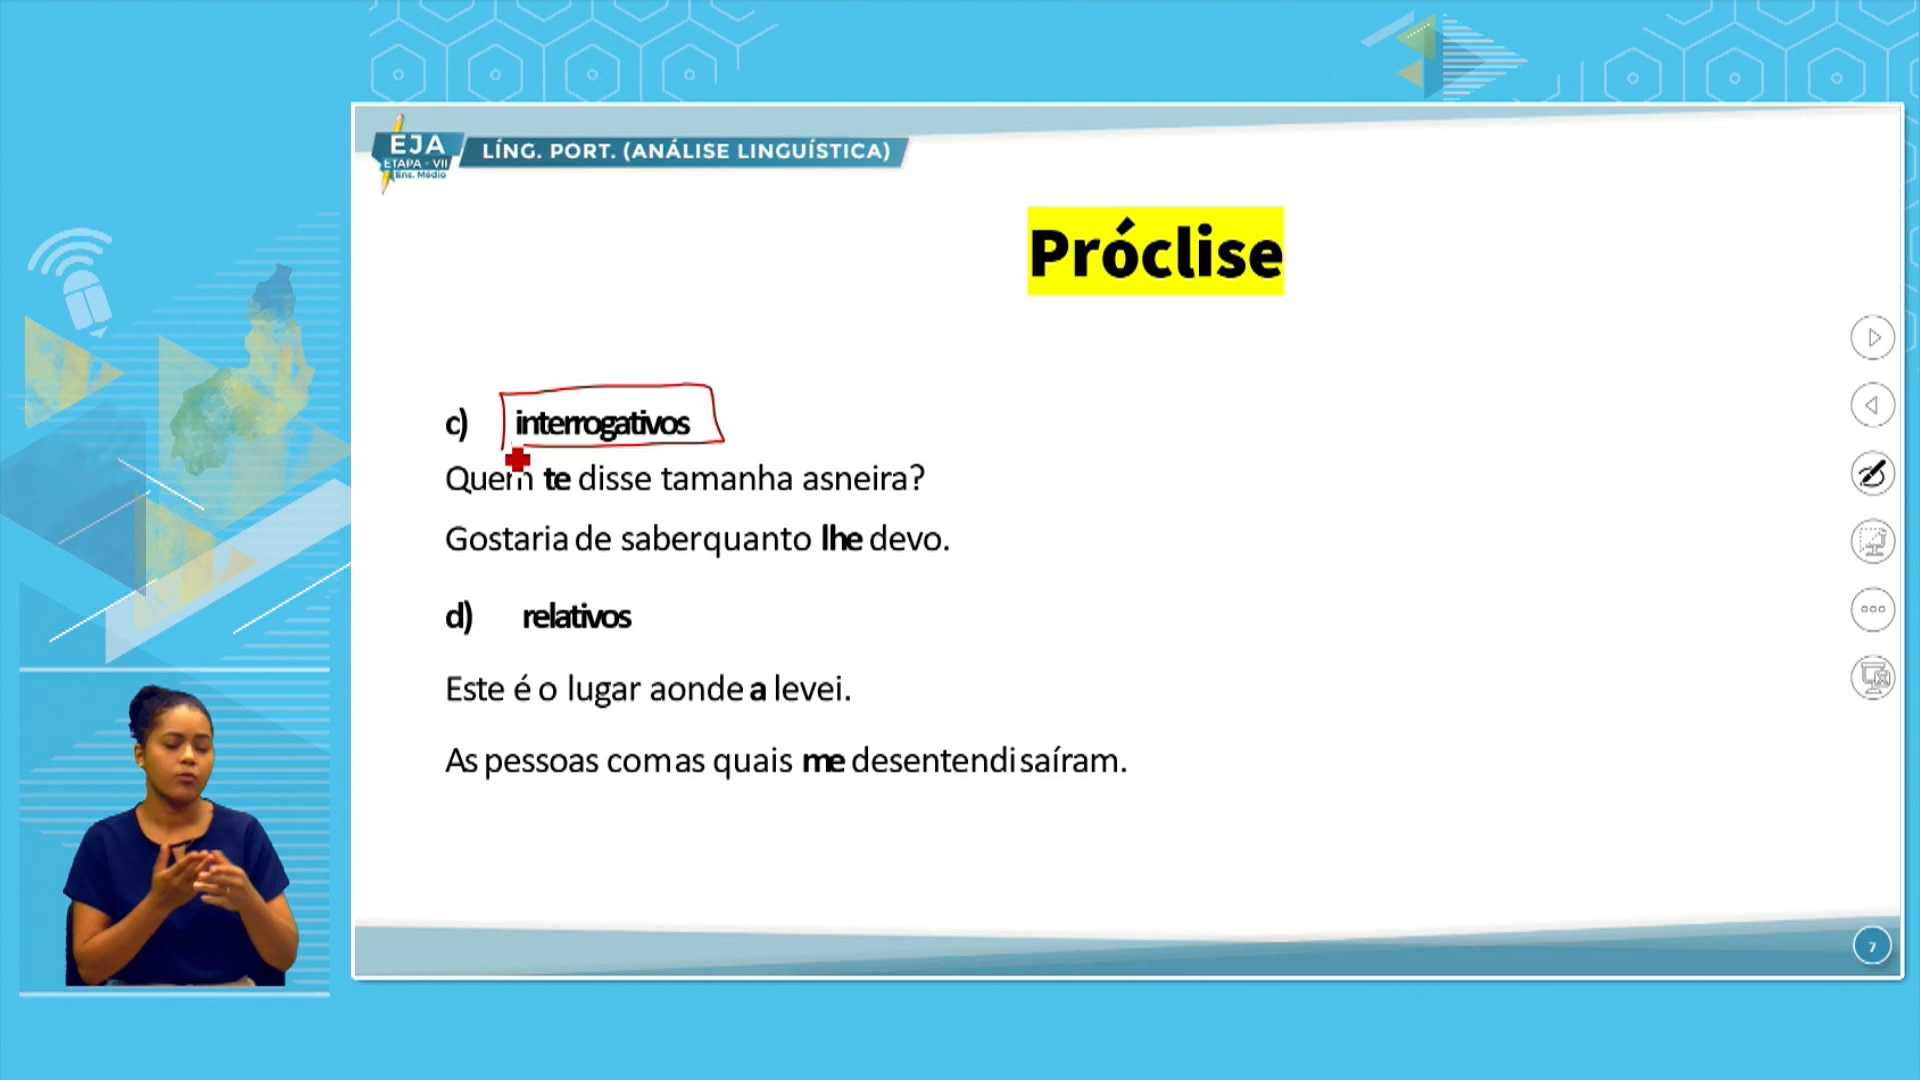 EJA
ETAPA - VII
Ens. Médio
LÍNG. PORT. (ANÁLISE LINGUÍSTICA)
Próclise
c) interrogativos
Quem te disse tamanha asneira?
Gostaria de saberquanto lhe devo.
d) relativos
Este é o lugar aonde a levei.
As pessoas comas quais me desentendi saíram.
7